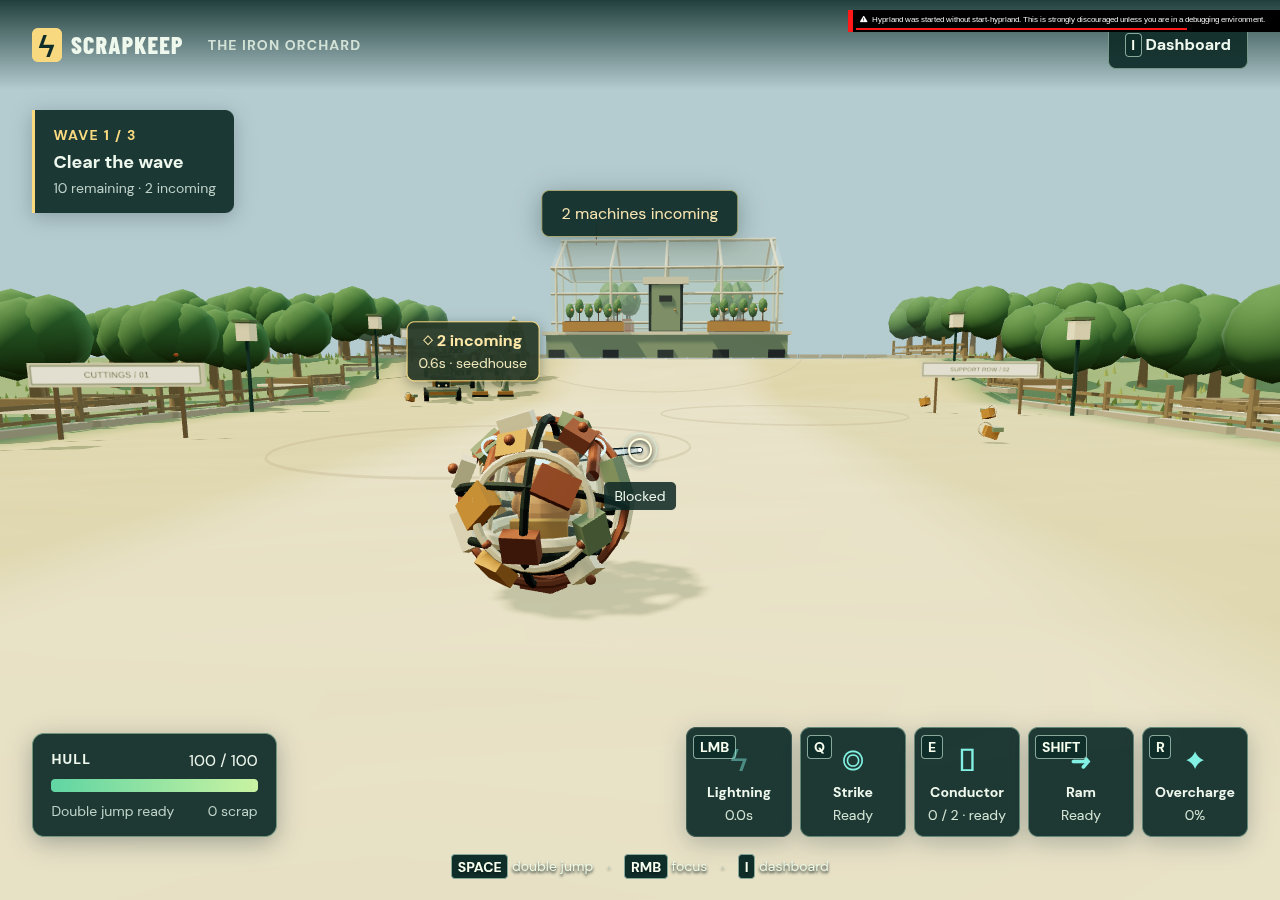 Hyprland was started without start-hyprland. This is strongly discouraged unless you are in a debugging environment.
SCRAPKEEP THE IRON ORCHARD
I Dashboard
WAVE 1 / 3
Clear the wave
10 remaining · 2 incoming
2 machines incoming
◇ 2 incoming
0.6s · seedhouse
CUTTINGS / 01
SUPPORT ROW / 02
Blocked
HULL 100 / 100
Double jump ready 0 scrap
LMB
Lightning
0.0s
Q
Strike
Ready
E
Conductor
0 / 2 · ready
SHIFT
Ram
Ready
R
Overcharge
0%
SPACE double jump · RMB focus · I dashboard